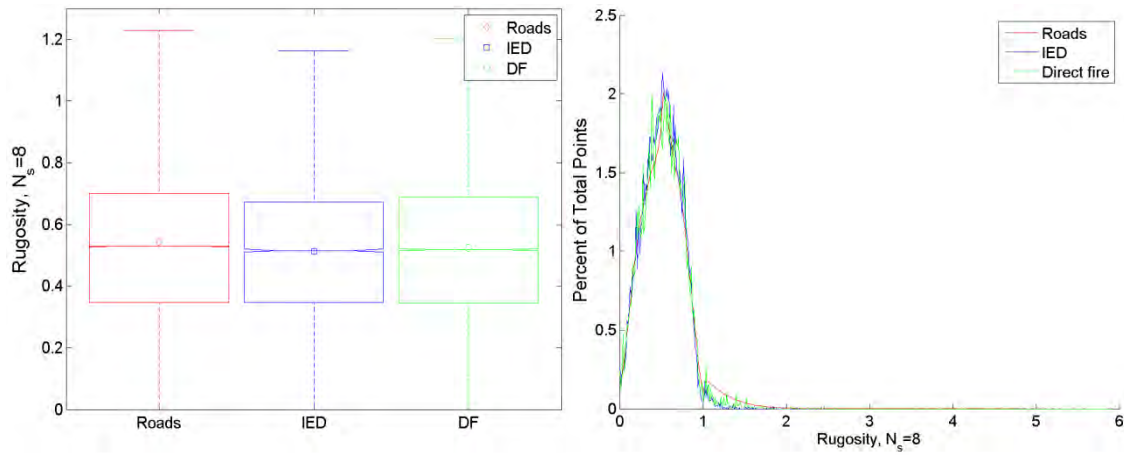 Rugosity, N_s=8
1.2
1
0.8
0.6
0.4
0.2
0
Roads
IED
DF
Roads
IED
DF
Percent of Total Points
2.5
2
1.5
1
0.5
0
Roads
IED
Direct fire
0 1 2 3 4 5 6
Rugosity, N_s=8